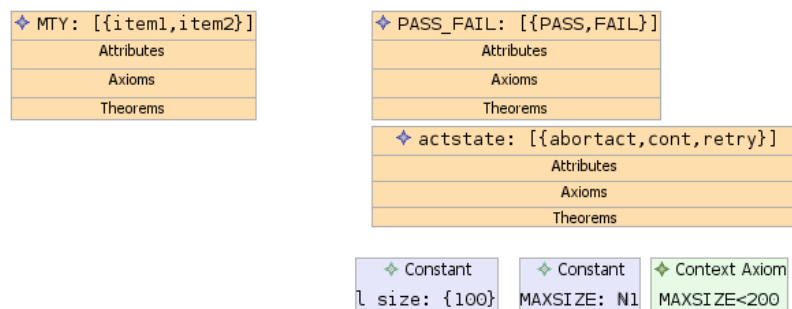 MTY: [{item1,item2}]
Attributes
Axioms
Theorems
PASS_FAIL: [{PASS,FAIL}]
Attributes
Axioms
Theorems
actstate: [{abortact,cont,retry}]
Attributes
Axioms
Theorems
Constant
l size: {100}
Constant
MAXSIZE: N1
Context Axiom
MAXSIZE<200